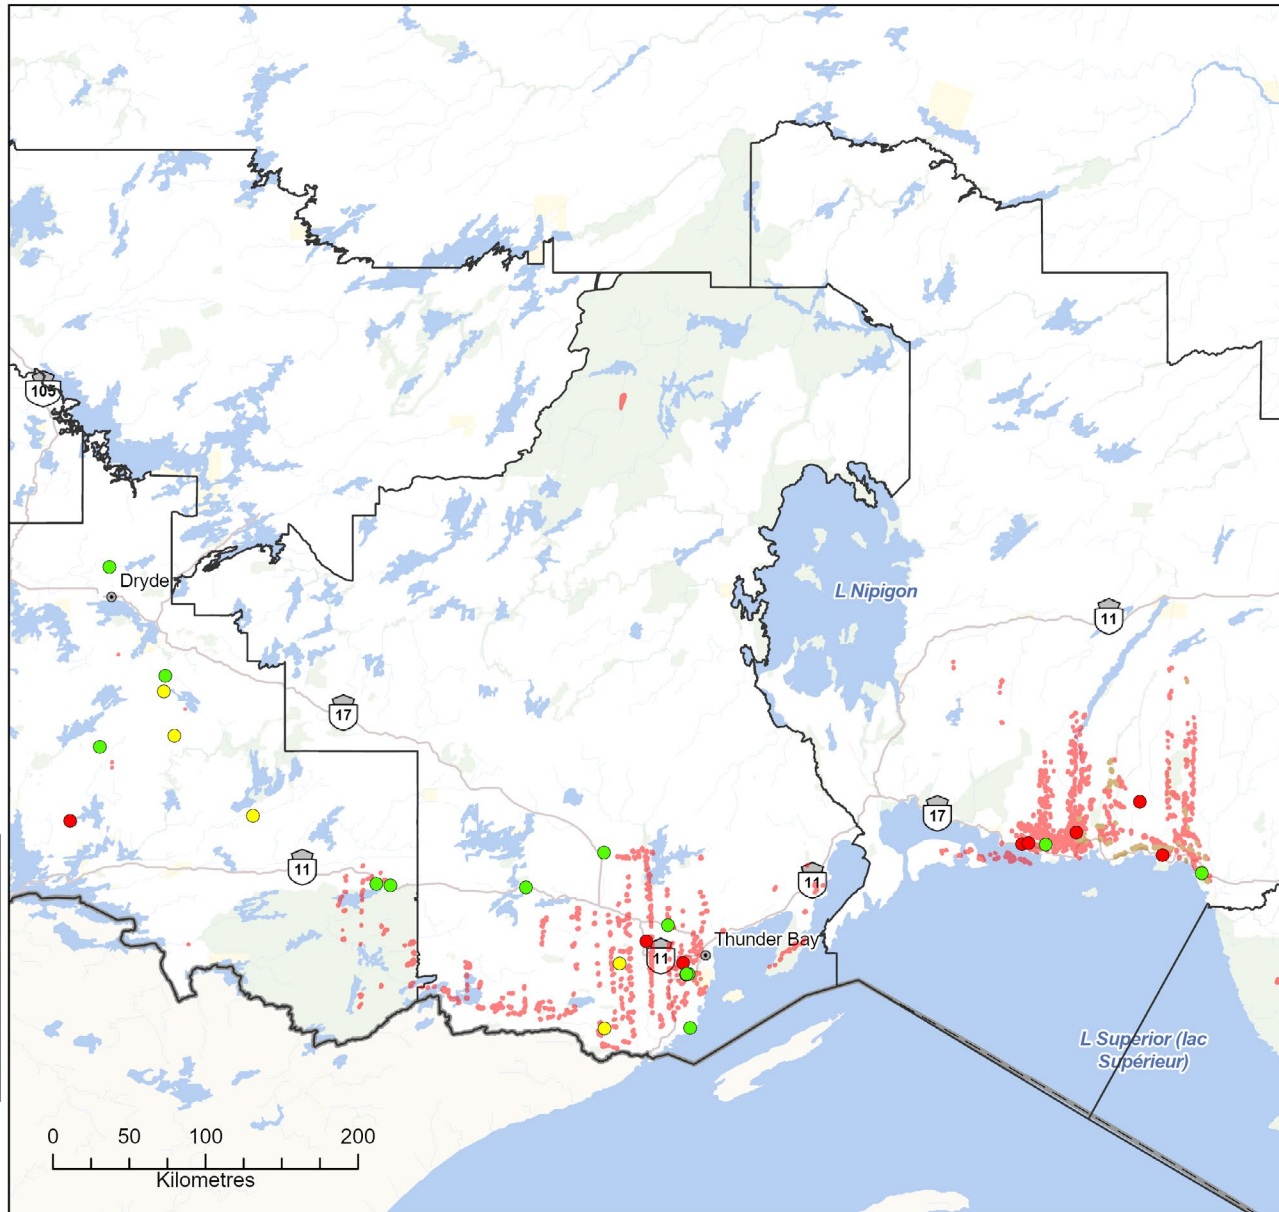 105
Dryde
L Nipigon
11
17
17
11
11
Thunder Bay
11
L Superior (lac
Supérieur)
0 50 100 200
Kilometres